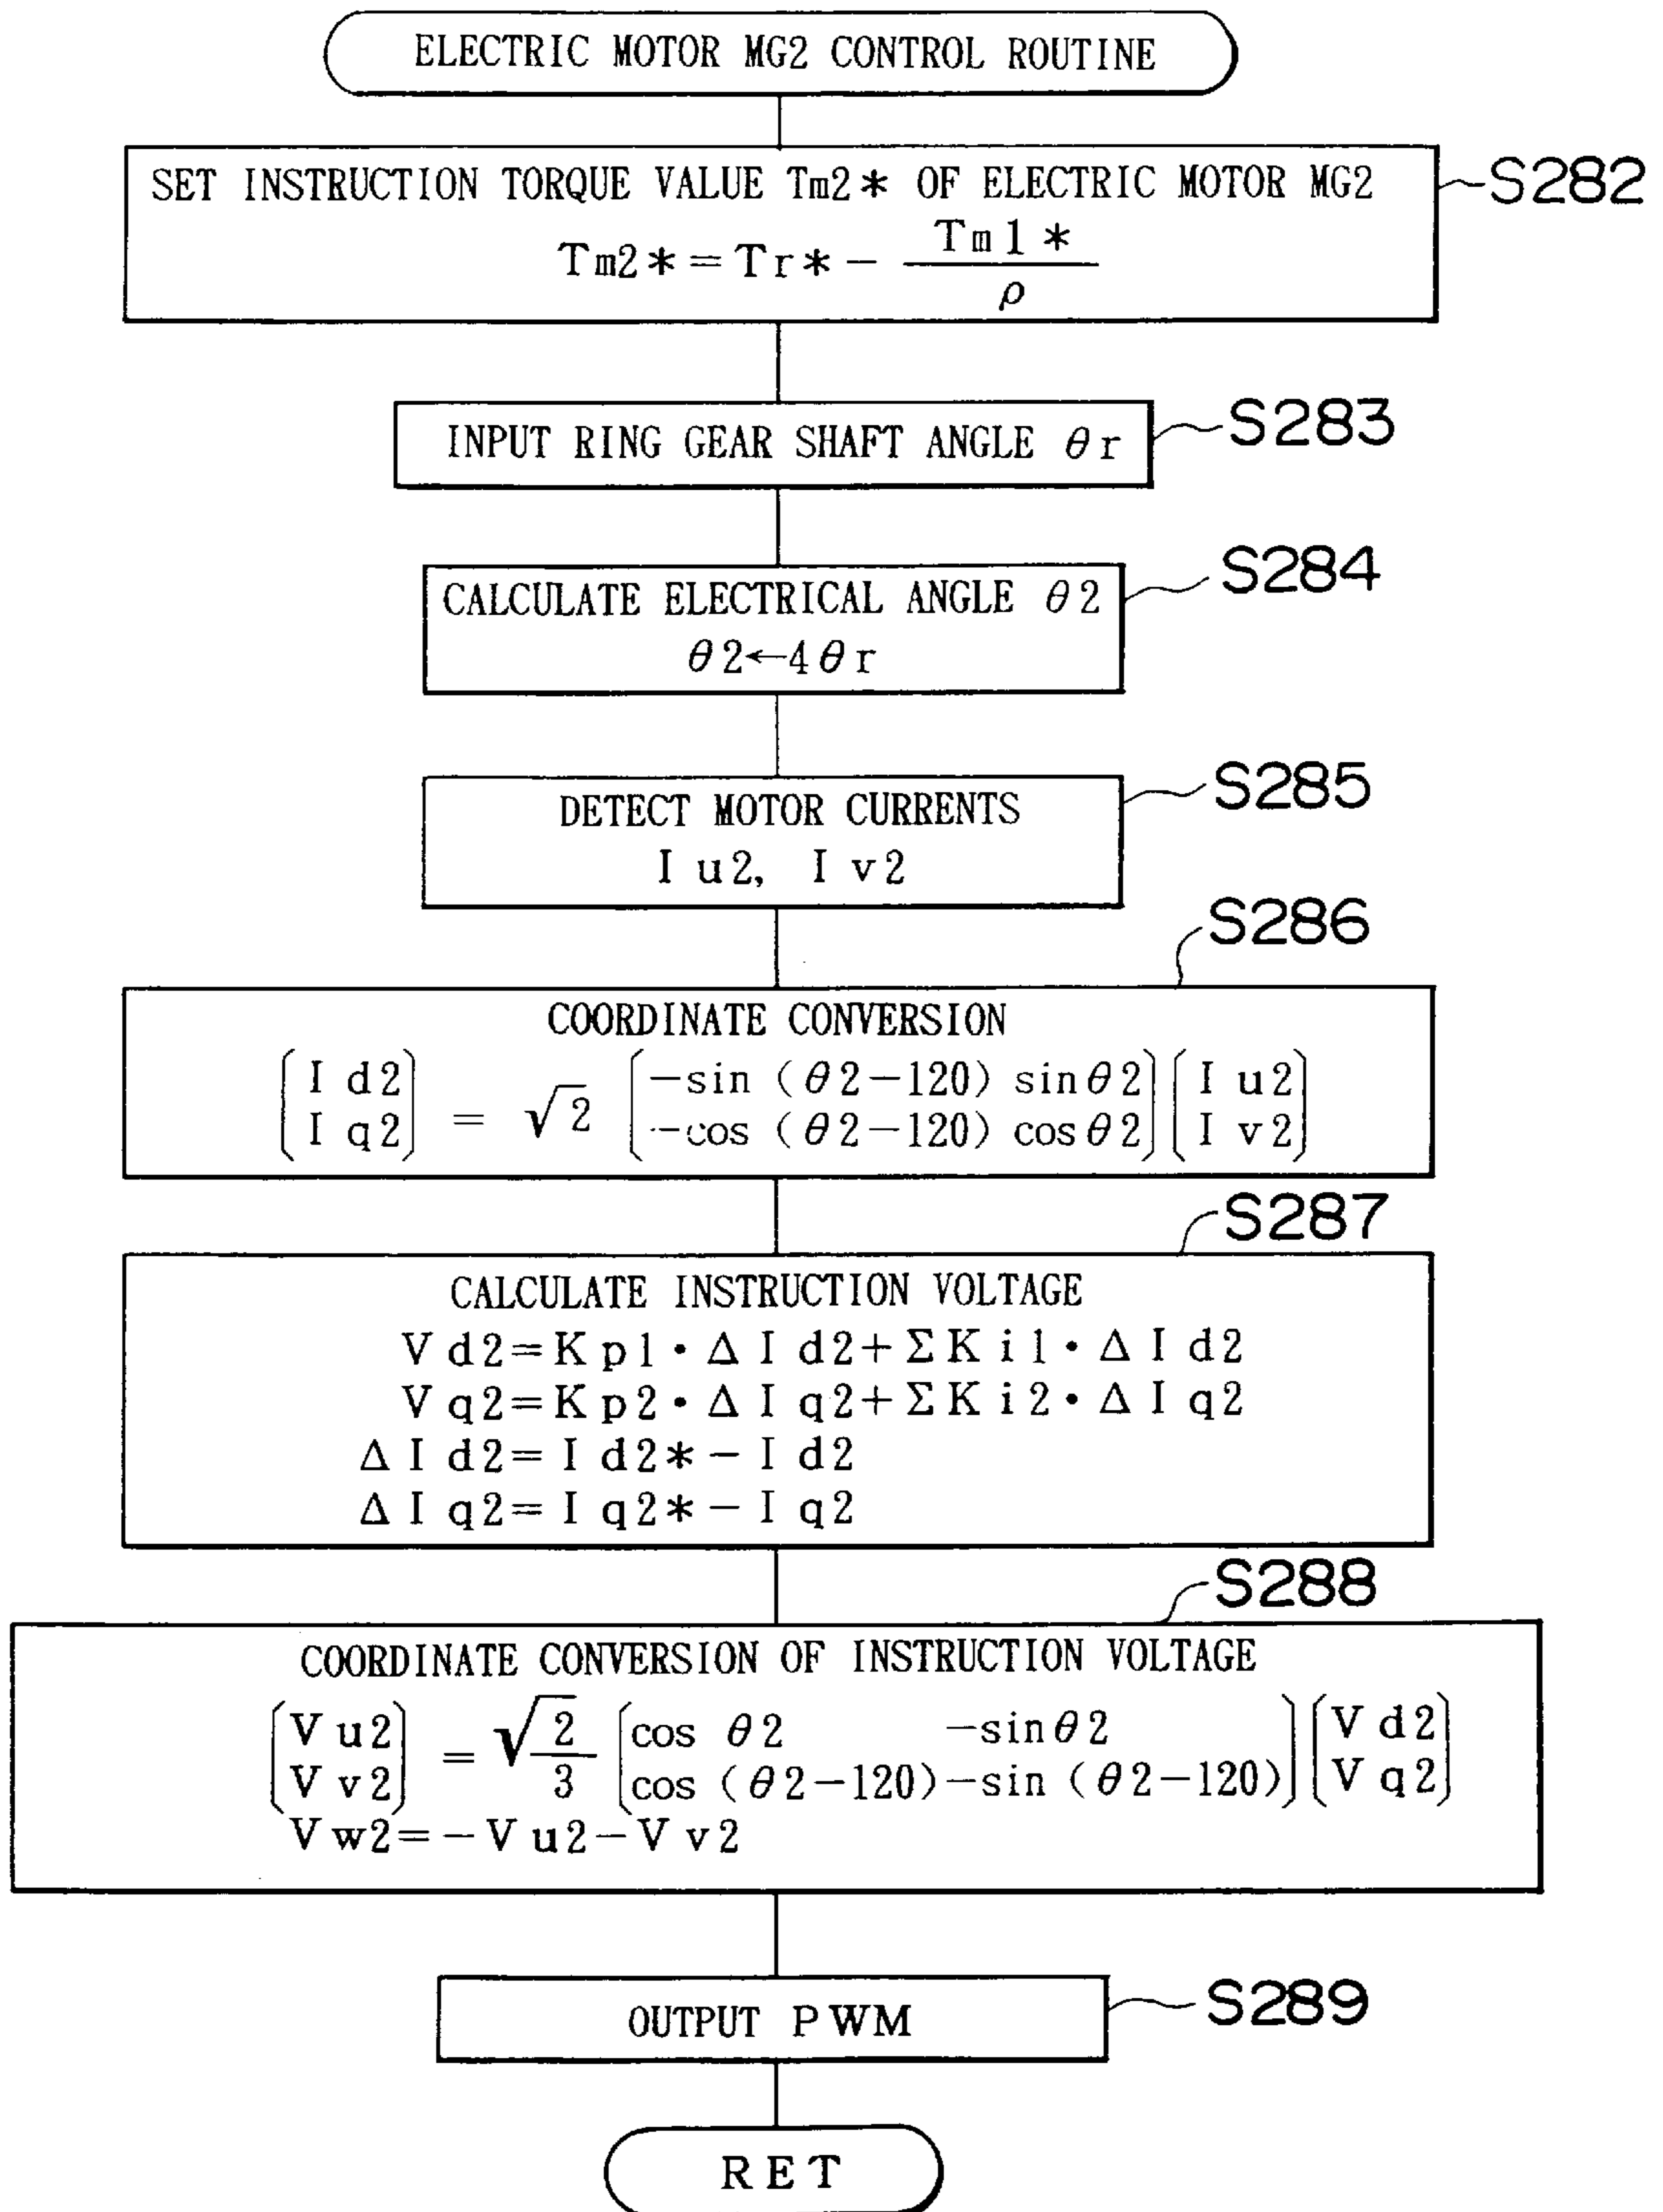 ELECTRIC MOTOR MG2 CONTROL ROUTINE
SET INSTRUCTION TORQUE VALUE Tm2* OF ELECTRIC MOTOR MG2
S282
Tm2*=Tr*- Tm1*/ρ
INPUT RING GEAR SHAFT ANGLE θr
S283
CALCULATE ELECTRICAL ANGLE θ2
S284
θ2←4θr
DETECT MOTOR CURRENTS
S285
Iu2, Iv2
S286
COORDINATE CONVERSION
[Id2] = √2 [-sin (θ2-120) sinθ2] [Iu2]
[Iq2] [-cos (θ2-120) cosθ2] [Iv2]
S287
CALCULATE INSTRUCTION VOLTAGE
Vd2=Kp1·ΔId2+ΣKi1·ΔId2
Vq2=Kp2·ΔIq2+ΣKi2·ΔIq2
ΔId2=Id2*-Id2
ΔIq2=Iq2*-Iq2
S288
COORDINATE CONVERSION OF INSTRUCTION VOLTAGE
[Vu2] = √2/3 [cos θ2 -sinθ2] [Vd2]
[Vv2] [cos (θ2-120) -sin (θ2-120)] [Vq2]
Vw2=-Vu2-Vv2
OUTPUT PWM
S289
RET